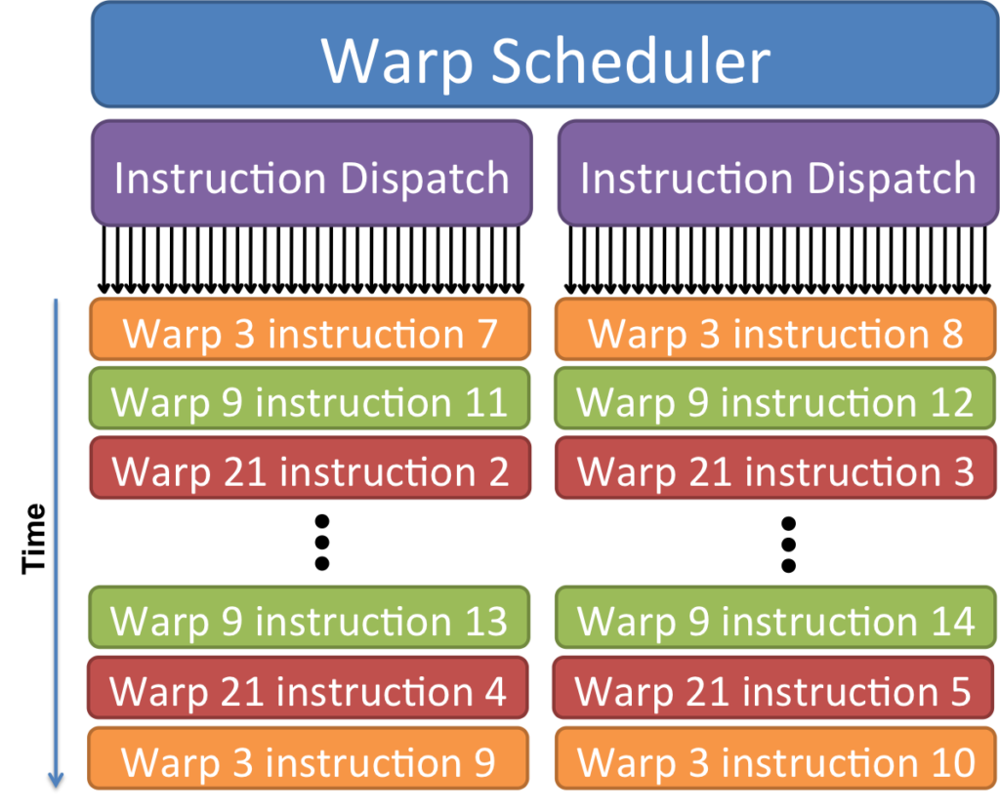 Warp Scheduler
Instruction Dispatch
Instruction Dispatch
Warp 3 instruction 7
Warp 3 instruction 8
Warp 9 instruction 11
Warp 9 instruction 12
Warp 21 instruction 2
Warp 21 instruction 3
Time
Warp 9 instruction 13
Warp 9 instruction 14
Warp 21 instruction 4
Warp 21 instruction 5
Warp 3 instruction 9
Warp 3 instruction 10